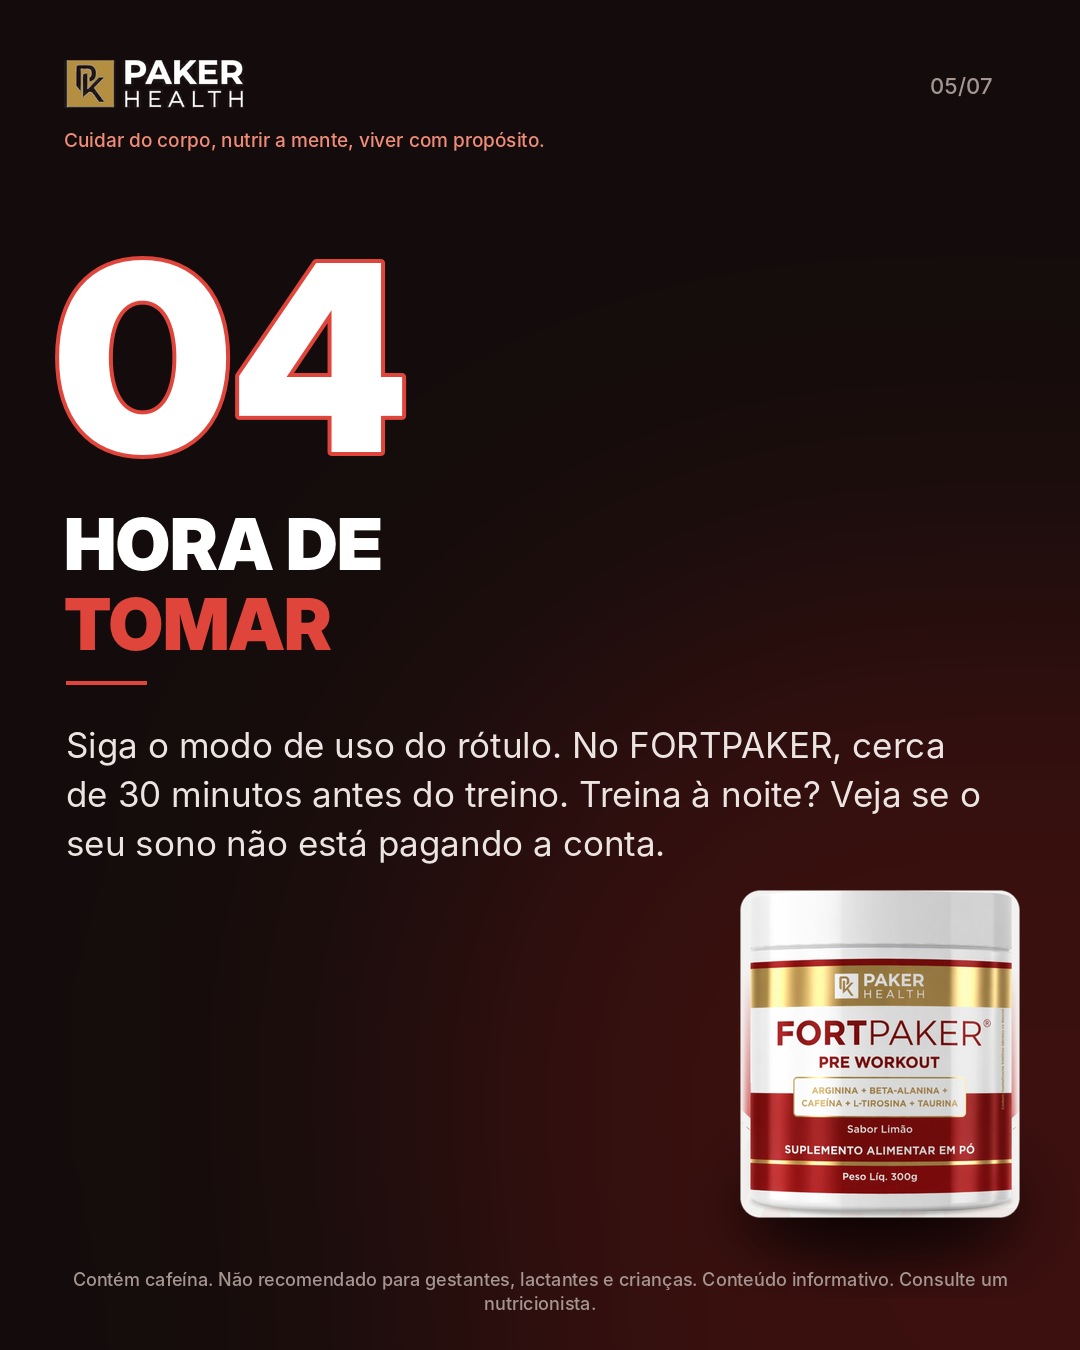 PAKER
HEALTH
05/07
Cuidar do corpo, nutrir a mente, viver com propósito.
04
HORA DE
TOMAR
Siga o modo de uso do rótulo. No FORTPAKER, cerca
de 30 minutos antes do treino. Treina à noite? Veja se o
seu sono não está pagando a conta.
PAKER
HEALTH
FORTPAKER®
PRE WORKOUT
ARGININA + BETA-ALANINA +
CAFEÍNA + L-TIROSINA + TAURINA
Sabor Limão
SUPLEMENTO ALIMENTAR EM PÓ
Peso Líq. 300g
Contém cafeína. Não recomendado para gestantes, lactantes e crianças. Conteúdo informativo. Consulte um
nutricionista.